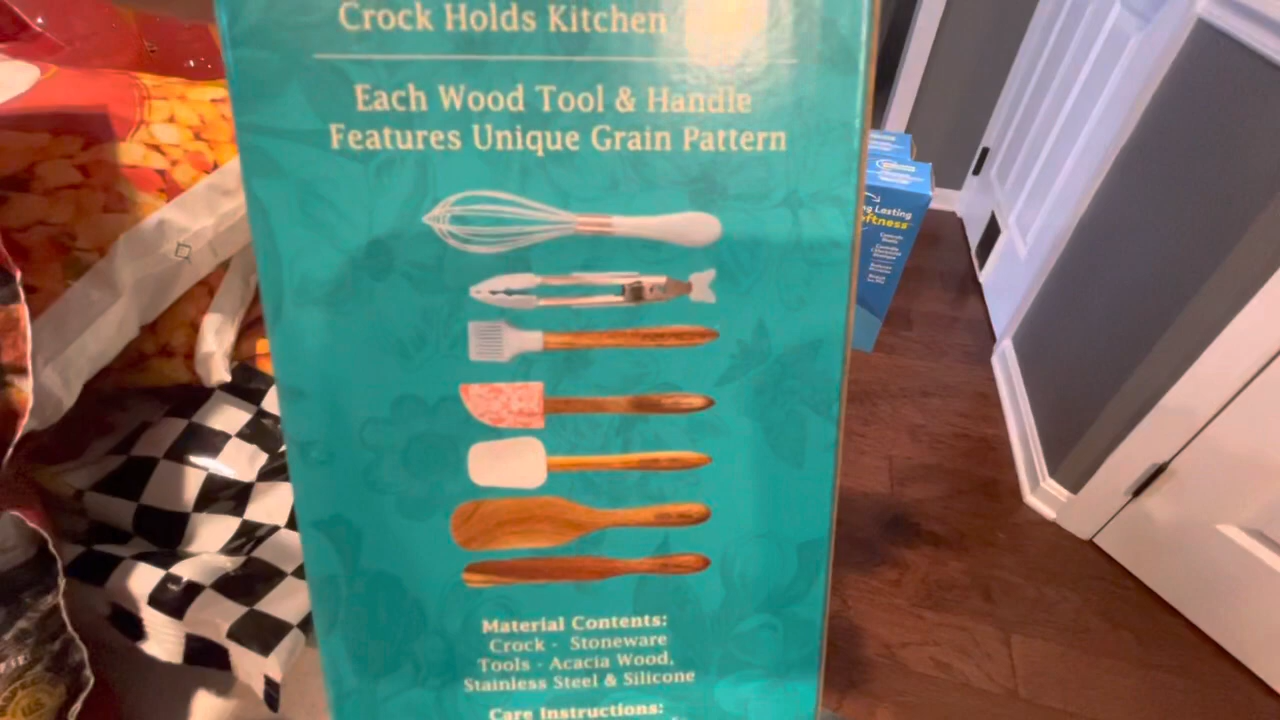 Crock Holds Kitchen
Each Wood Tool & Handle
Features Unique Grain Pattern
Material Contents:
Crock - Stoneware
Tools - Acacia Wood,
Stainless Steel & Silicone
Care Instructions:
Lasting